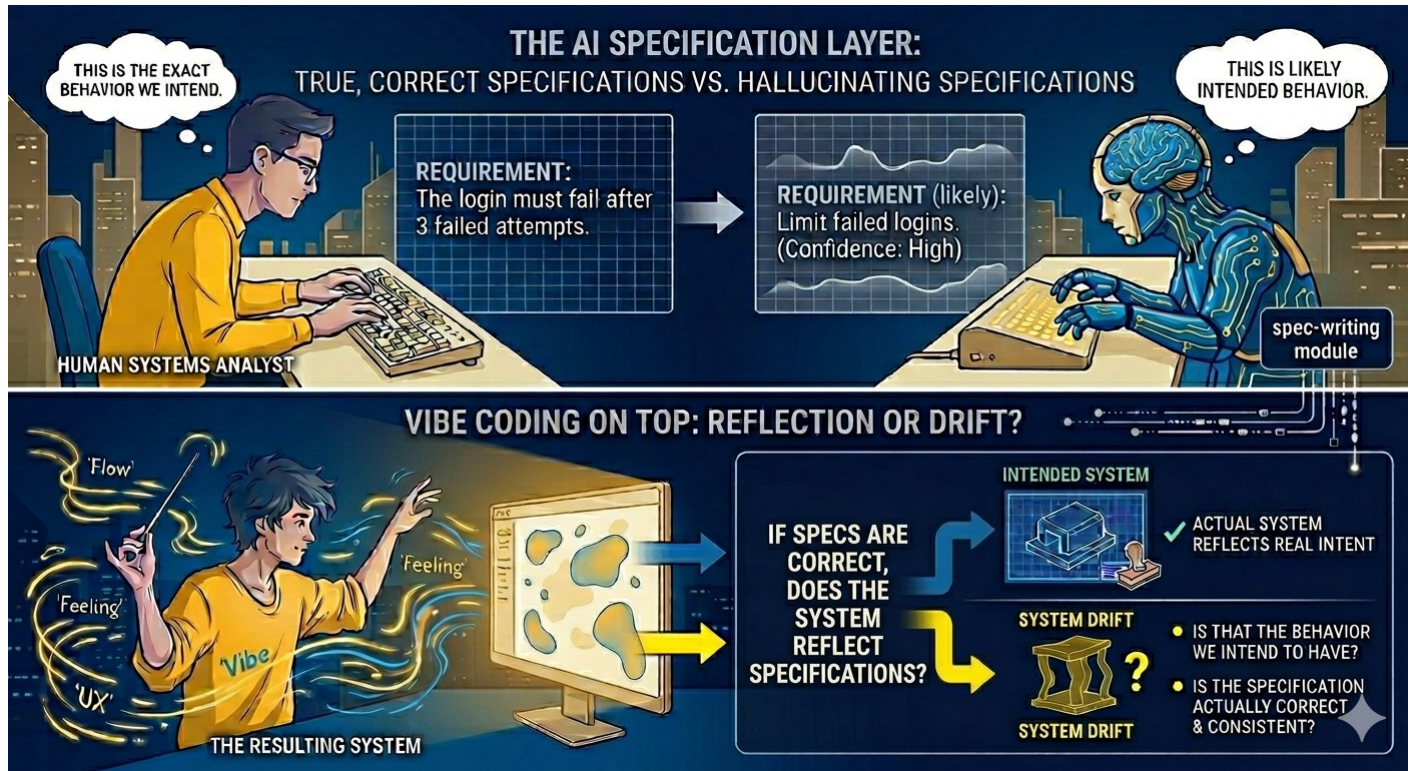 THE AI SPECIFICATION LAYER:
TRUE, CORRECT SPECIFICATIONS VS. HALLUCINATING SPECIFICATIONS
THIS IS THE EXACT
BEHAVIOR WE INTEND.
REQUIREMENT:
The login must fail after
3 failed attempts.
REQUIREMENT (likely):
Limit failed logins.
(Confidence: High)
THIS IS LIKELY
INTENDED BEHAVIOR.
HUMAN SYSTEMS ANALYST
spec-writing
module
VIBE CODING ON TOP: REFLECTION OR DRIFT?
'Flow'
'Feeling'
'Feeling'
'Vibe
'UX'
THE RESULTING SYSTEM
IF SPECS ARE
CORRECT,
DOES THE
SYSTEM
REFLECT
SPECIFICATIONS?
INTENDED SYSTEM
✓ ACTUAL SYSTEM
REFLECTS REAL INTENT
SYSTEM DRIFT
?
SYSTEM DRIFT
• IS THAT THE BEHAVIOR
WE INTEND TO HAVE?
• IS THE SPECIFICATION
ACTUALLY CORRECT
& CONSISTENT?